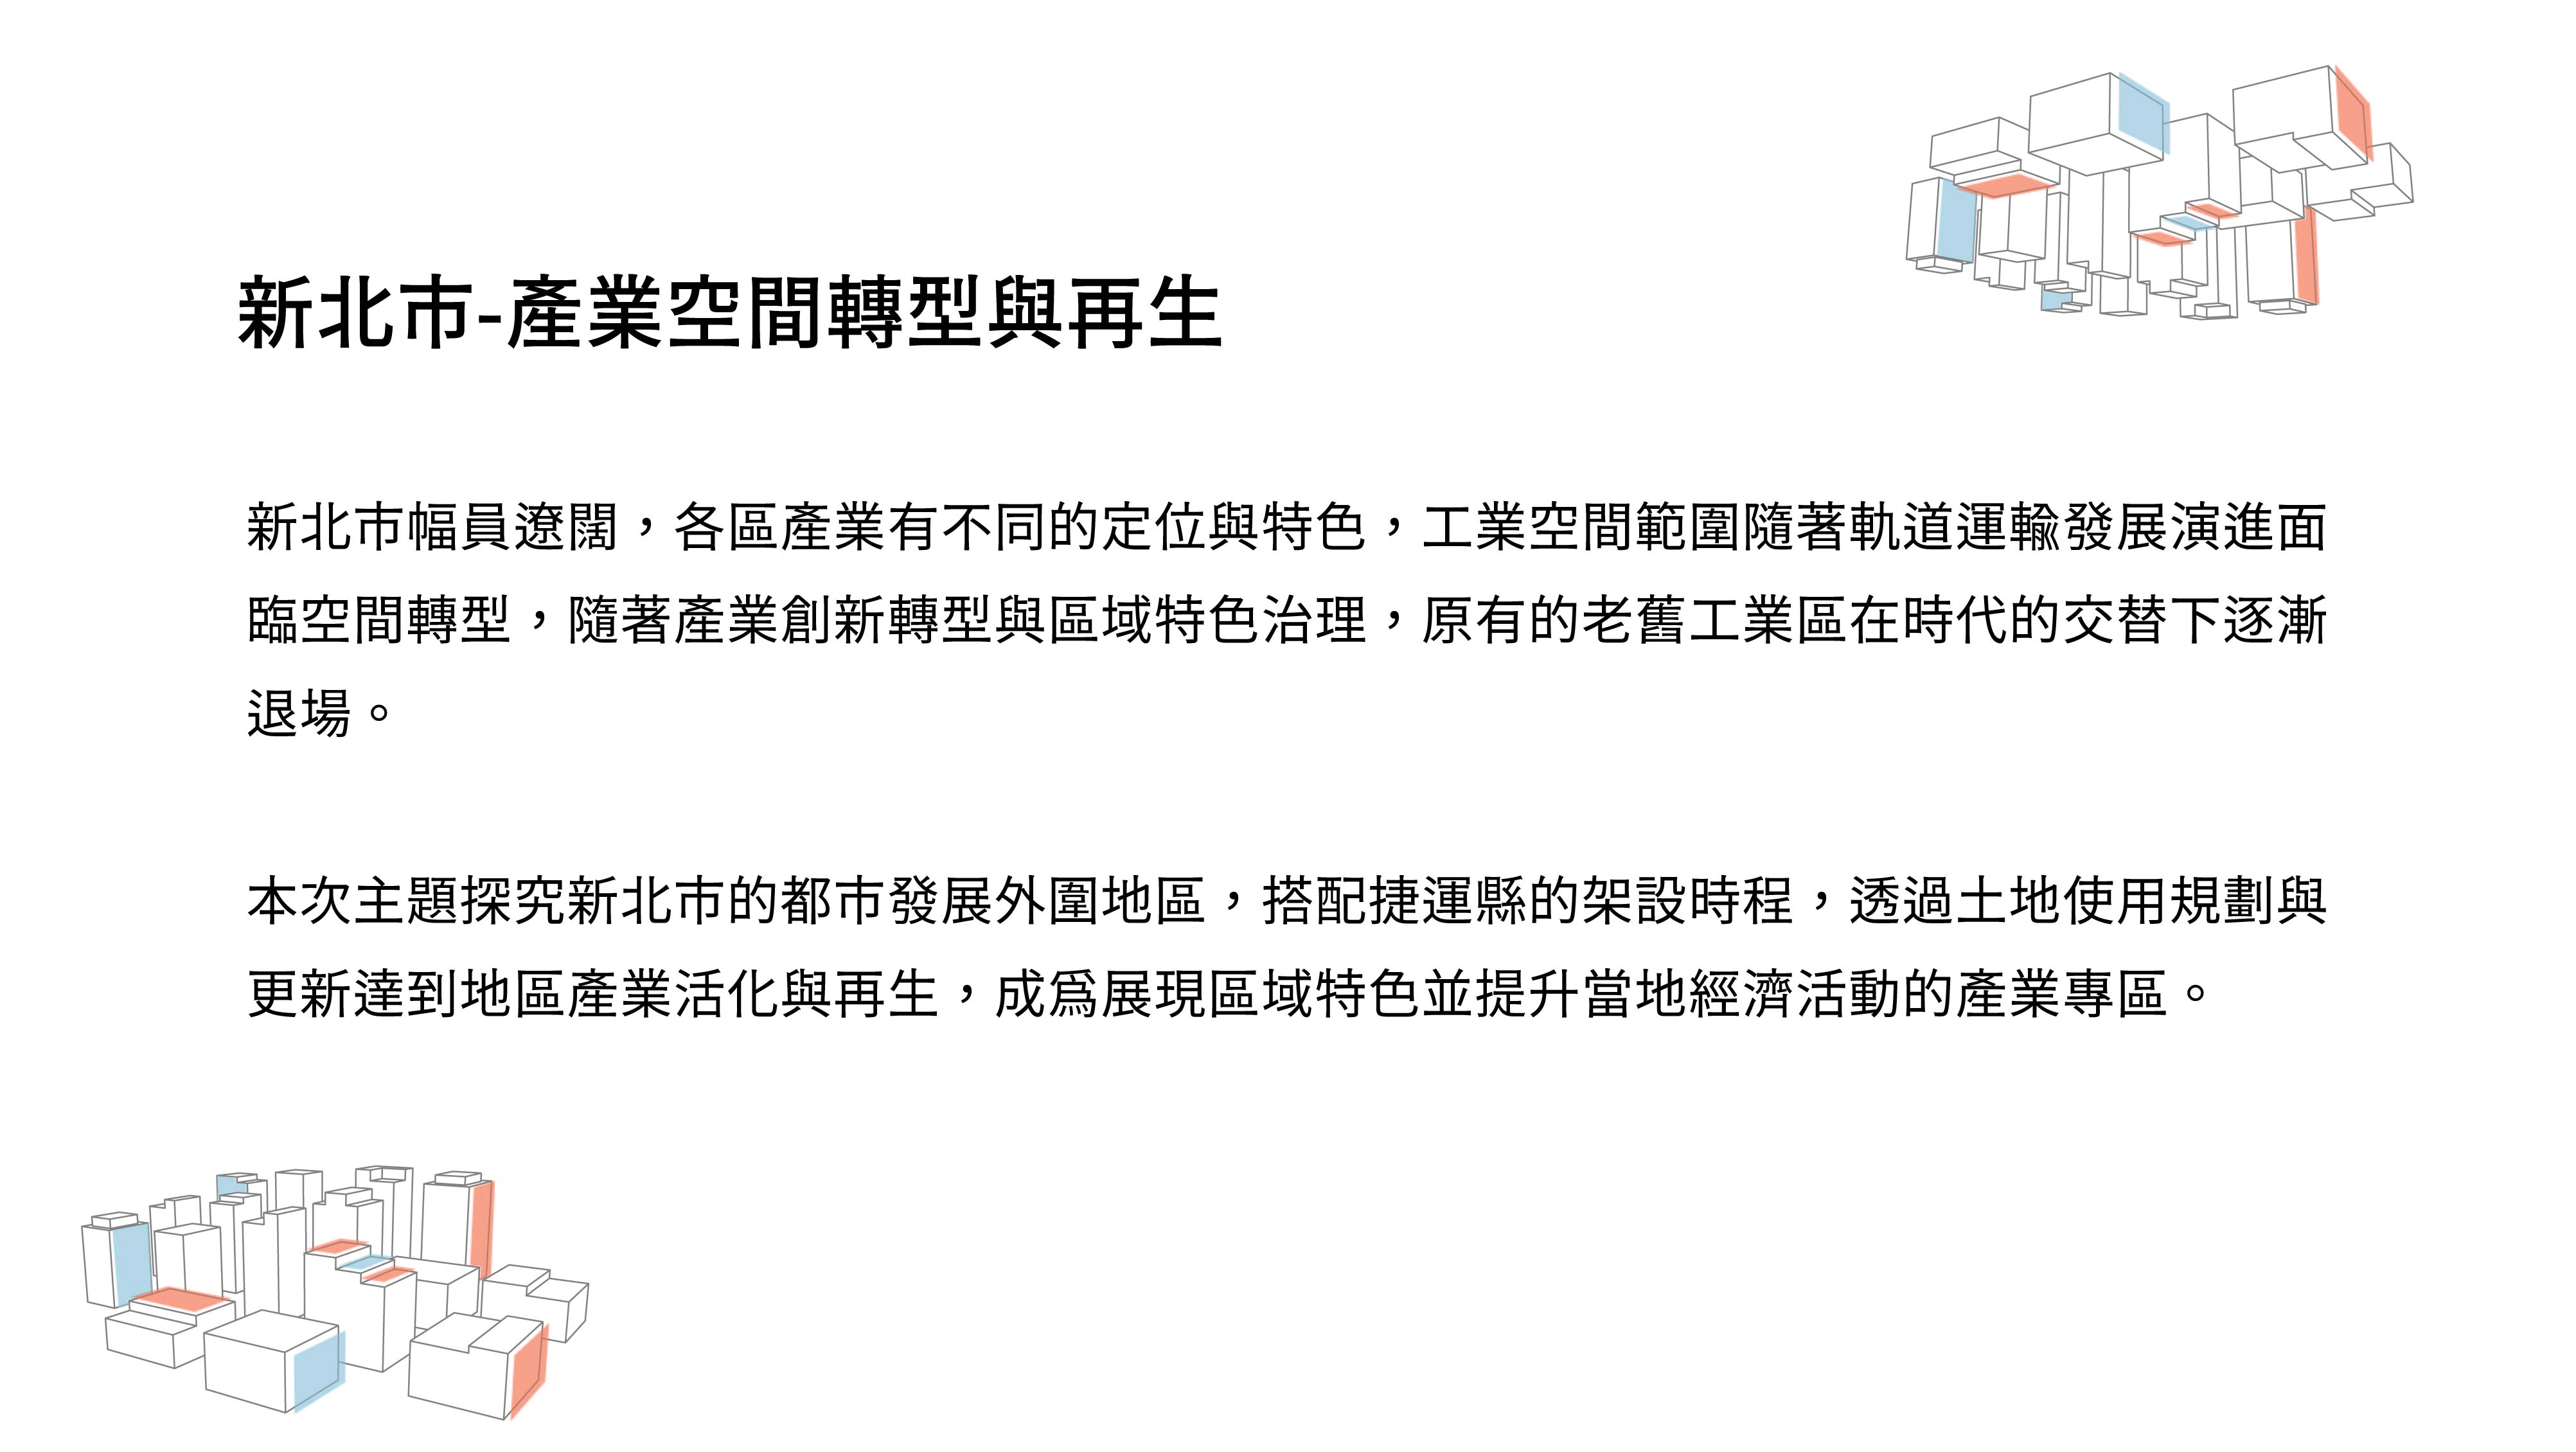 新北市-產業空間轉型與再生
新北市幅員遼闊，各區產業有不同的定位與特色，工業空間範圍隨著軌道運輸發展演進面
臨空間轉型，隨著產業創新轉型與區域特色治理，原有的老舊工業區在時代的交替下逐漸
退場。
本次主題探究新北市的都市發展外圍地區，搭配捷運縣的架設時程，透過土地使用規劃與
更新達到地區產業活化與再生，成爲展現區域特色並提升當地經濟活動的產業專區。